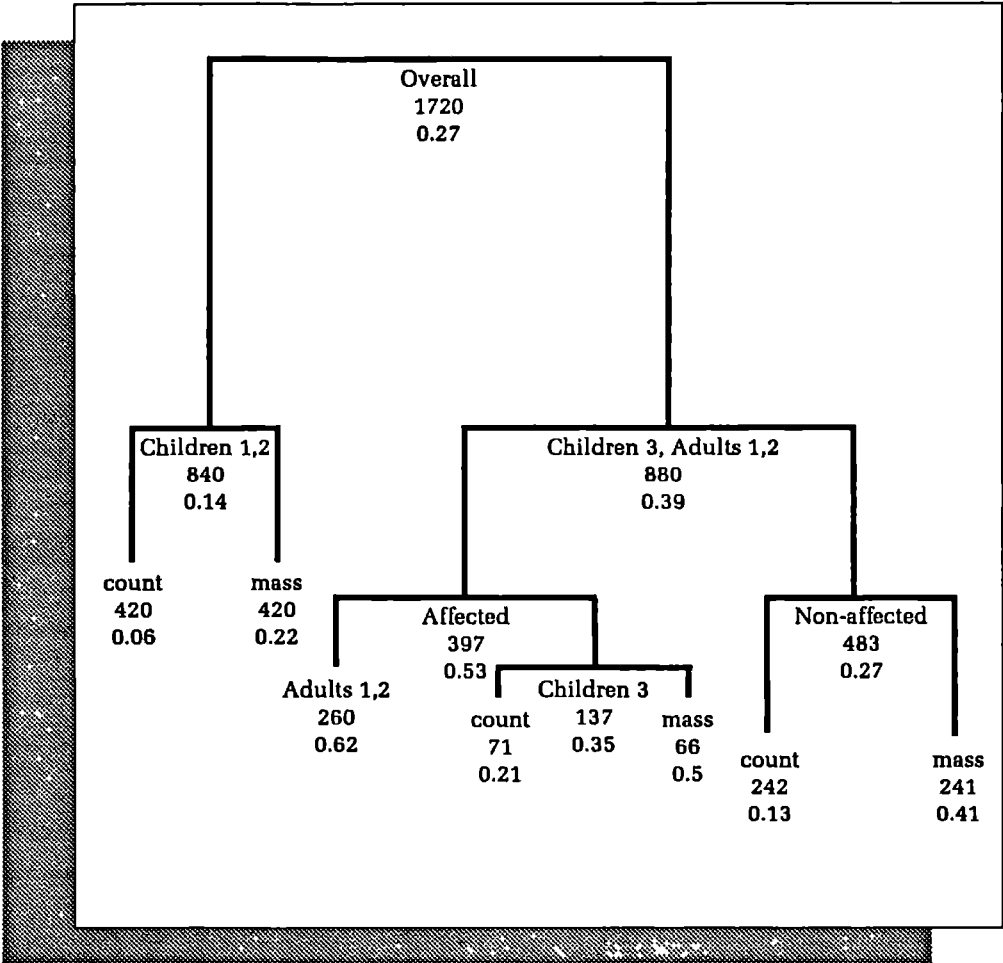 Overall
1720
0.27
Children 1,2
840
0.14
count
420
0.06
mass
420
0.22
Children 3, Adults 1,2
880
0.39
Affected
397
0.53
Adults 1,2
260
0.62
Children 3
137
0.35
count
71
0.21
mass
66
0.5
Non-affected
483
0.27
count
242
0.13
mass
241
0.41